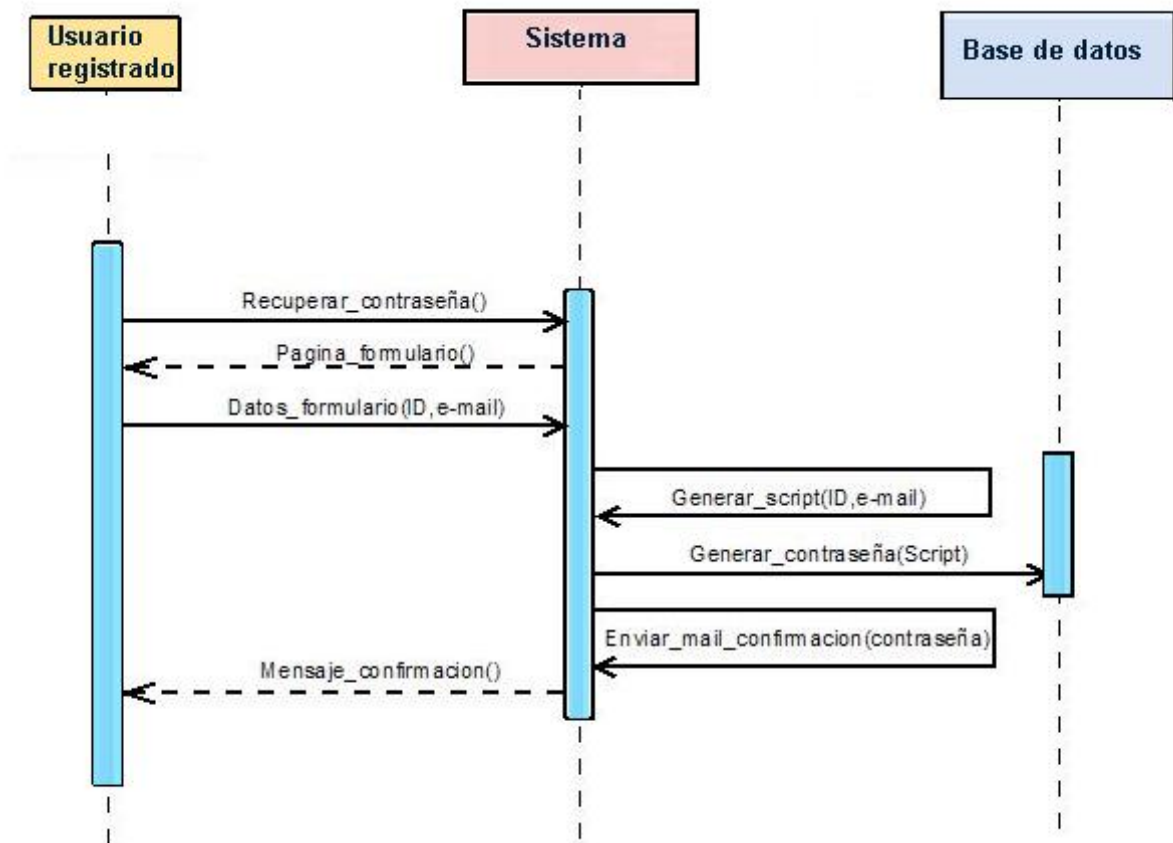 Usuario
registrado
Sistema
Base de datos
Recuperar_contraseña()
Pagina_formulario()
Datos_formulario(ID,e-mail)
Generar_script(ID,e-mail)
Generar_contraseña(Script)
Enviar_mail_confirmacion(contraseña)
Mensaje_confirmacion()